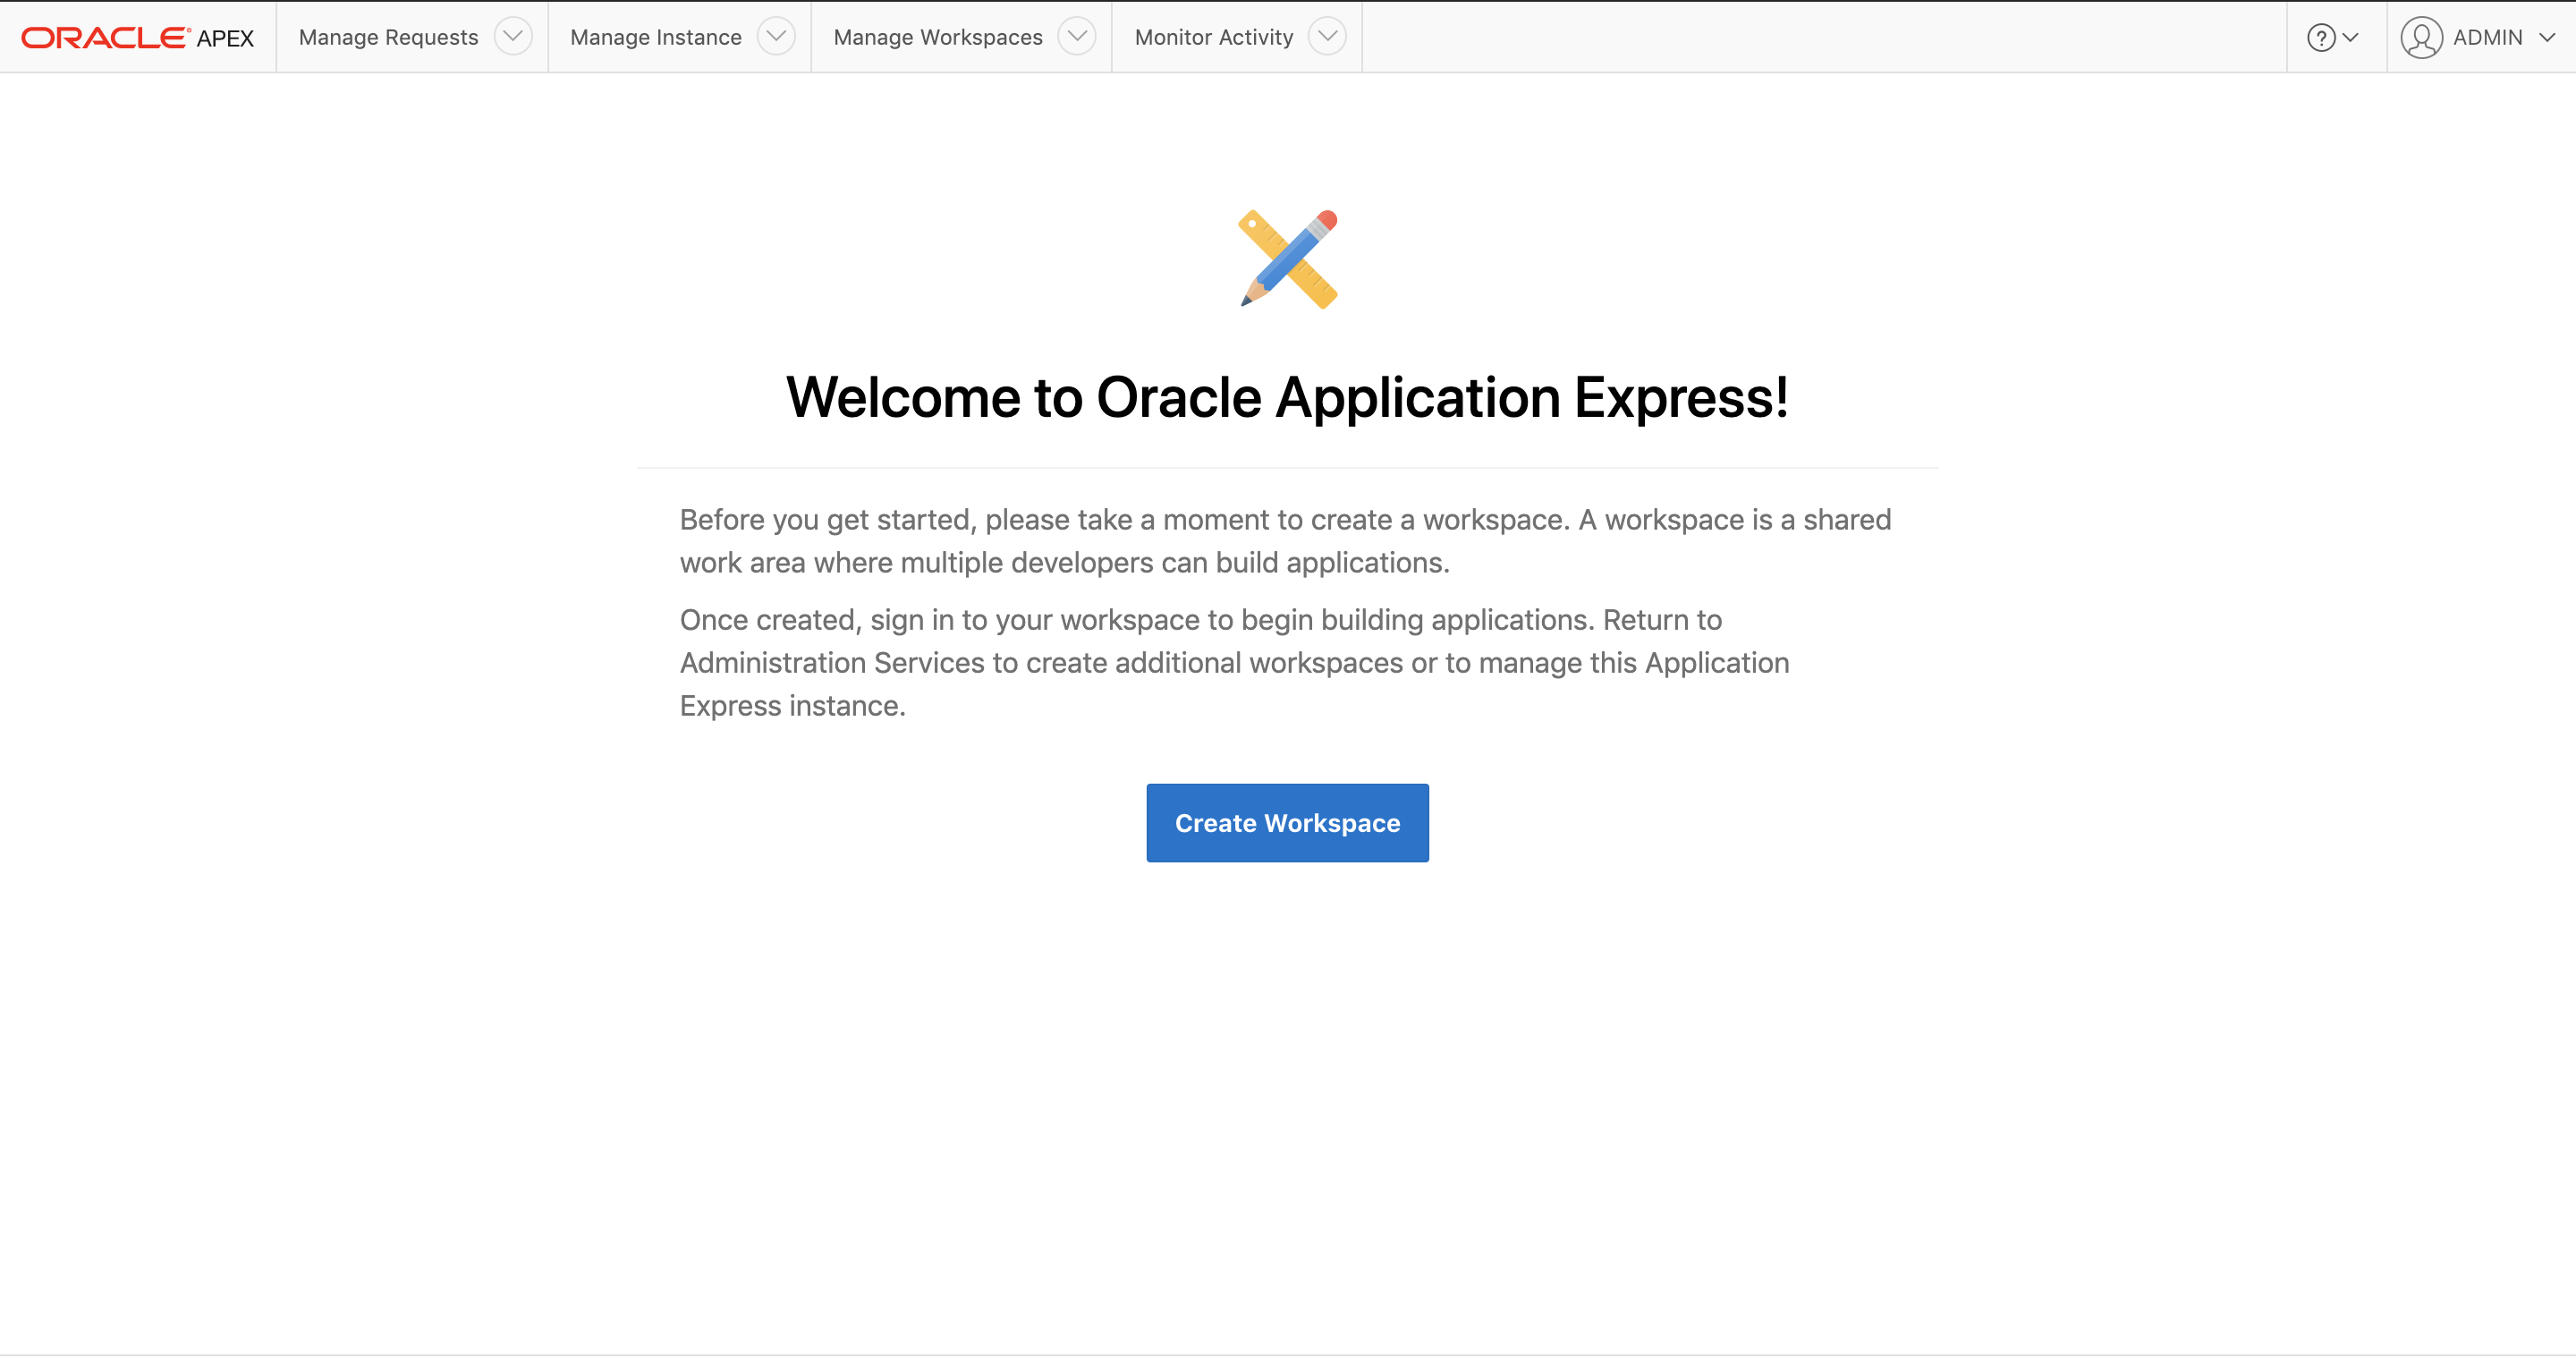 ORACLE APEX
Manage Requests
Manage Instance
Manage Workspaces
Monitor Activity
?
ADMIN
Welcome to Oracle Application Express!
Before you get started, please take a moment to create a workspace. A workspace is a shared
work area where multiple developers can build applications.
Once created, sign in to your workspace to begin building applications. Return to
Administration Services to create additional workspaces or to manage this Application
Express instance.
Create Workspace